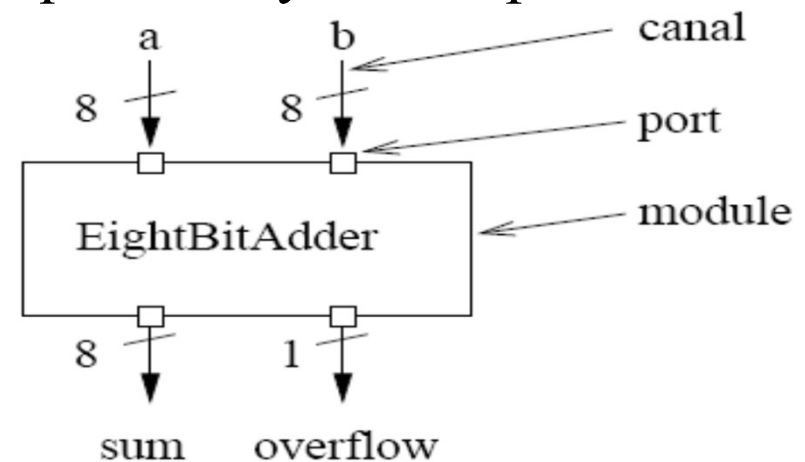 a b canal
8 8
port
module
EightBitAdder
8 1
sum overflow